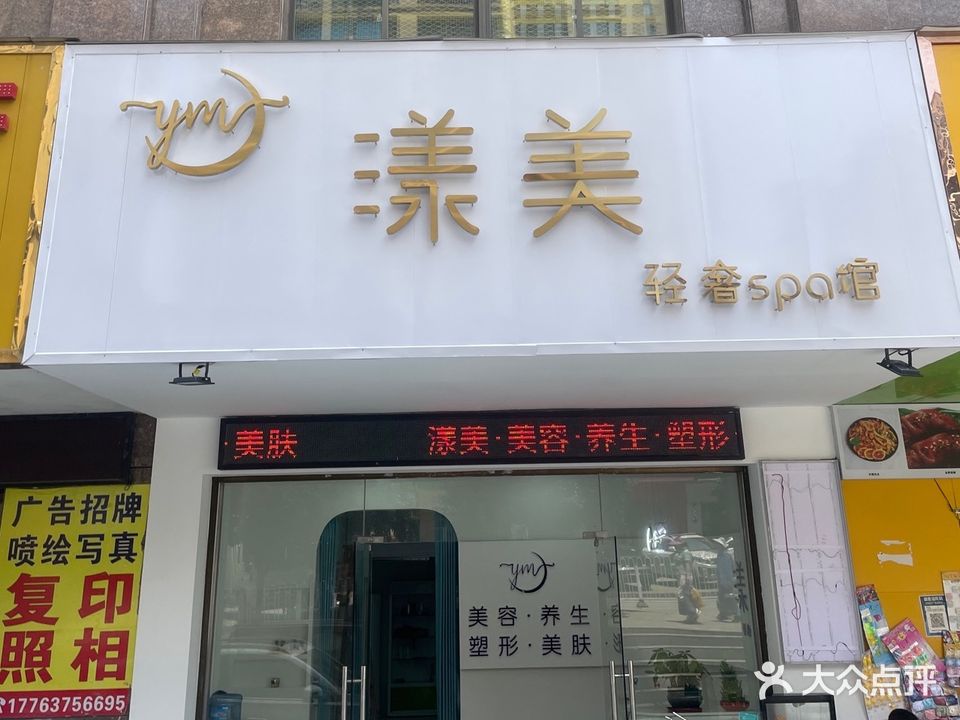 ym
漾美
轻奢spa馆
美肤 漾美·美容·养生·塑形
广告招牌
喷绘写真
复印
照相
17763756695
ym
美容·养生
塑形·美肤
大众点评